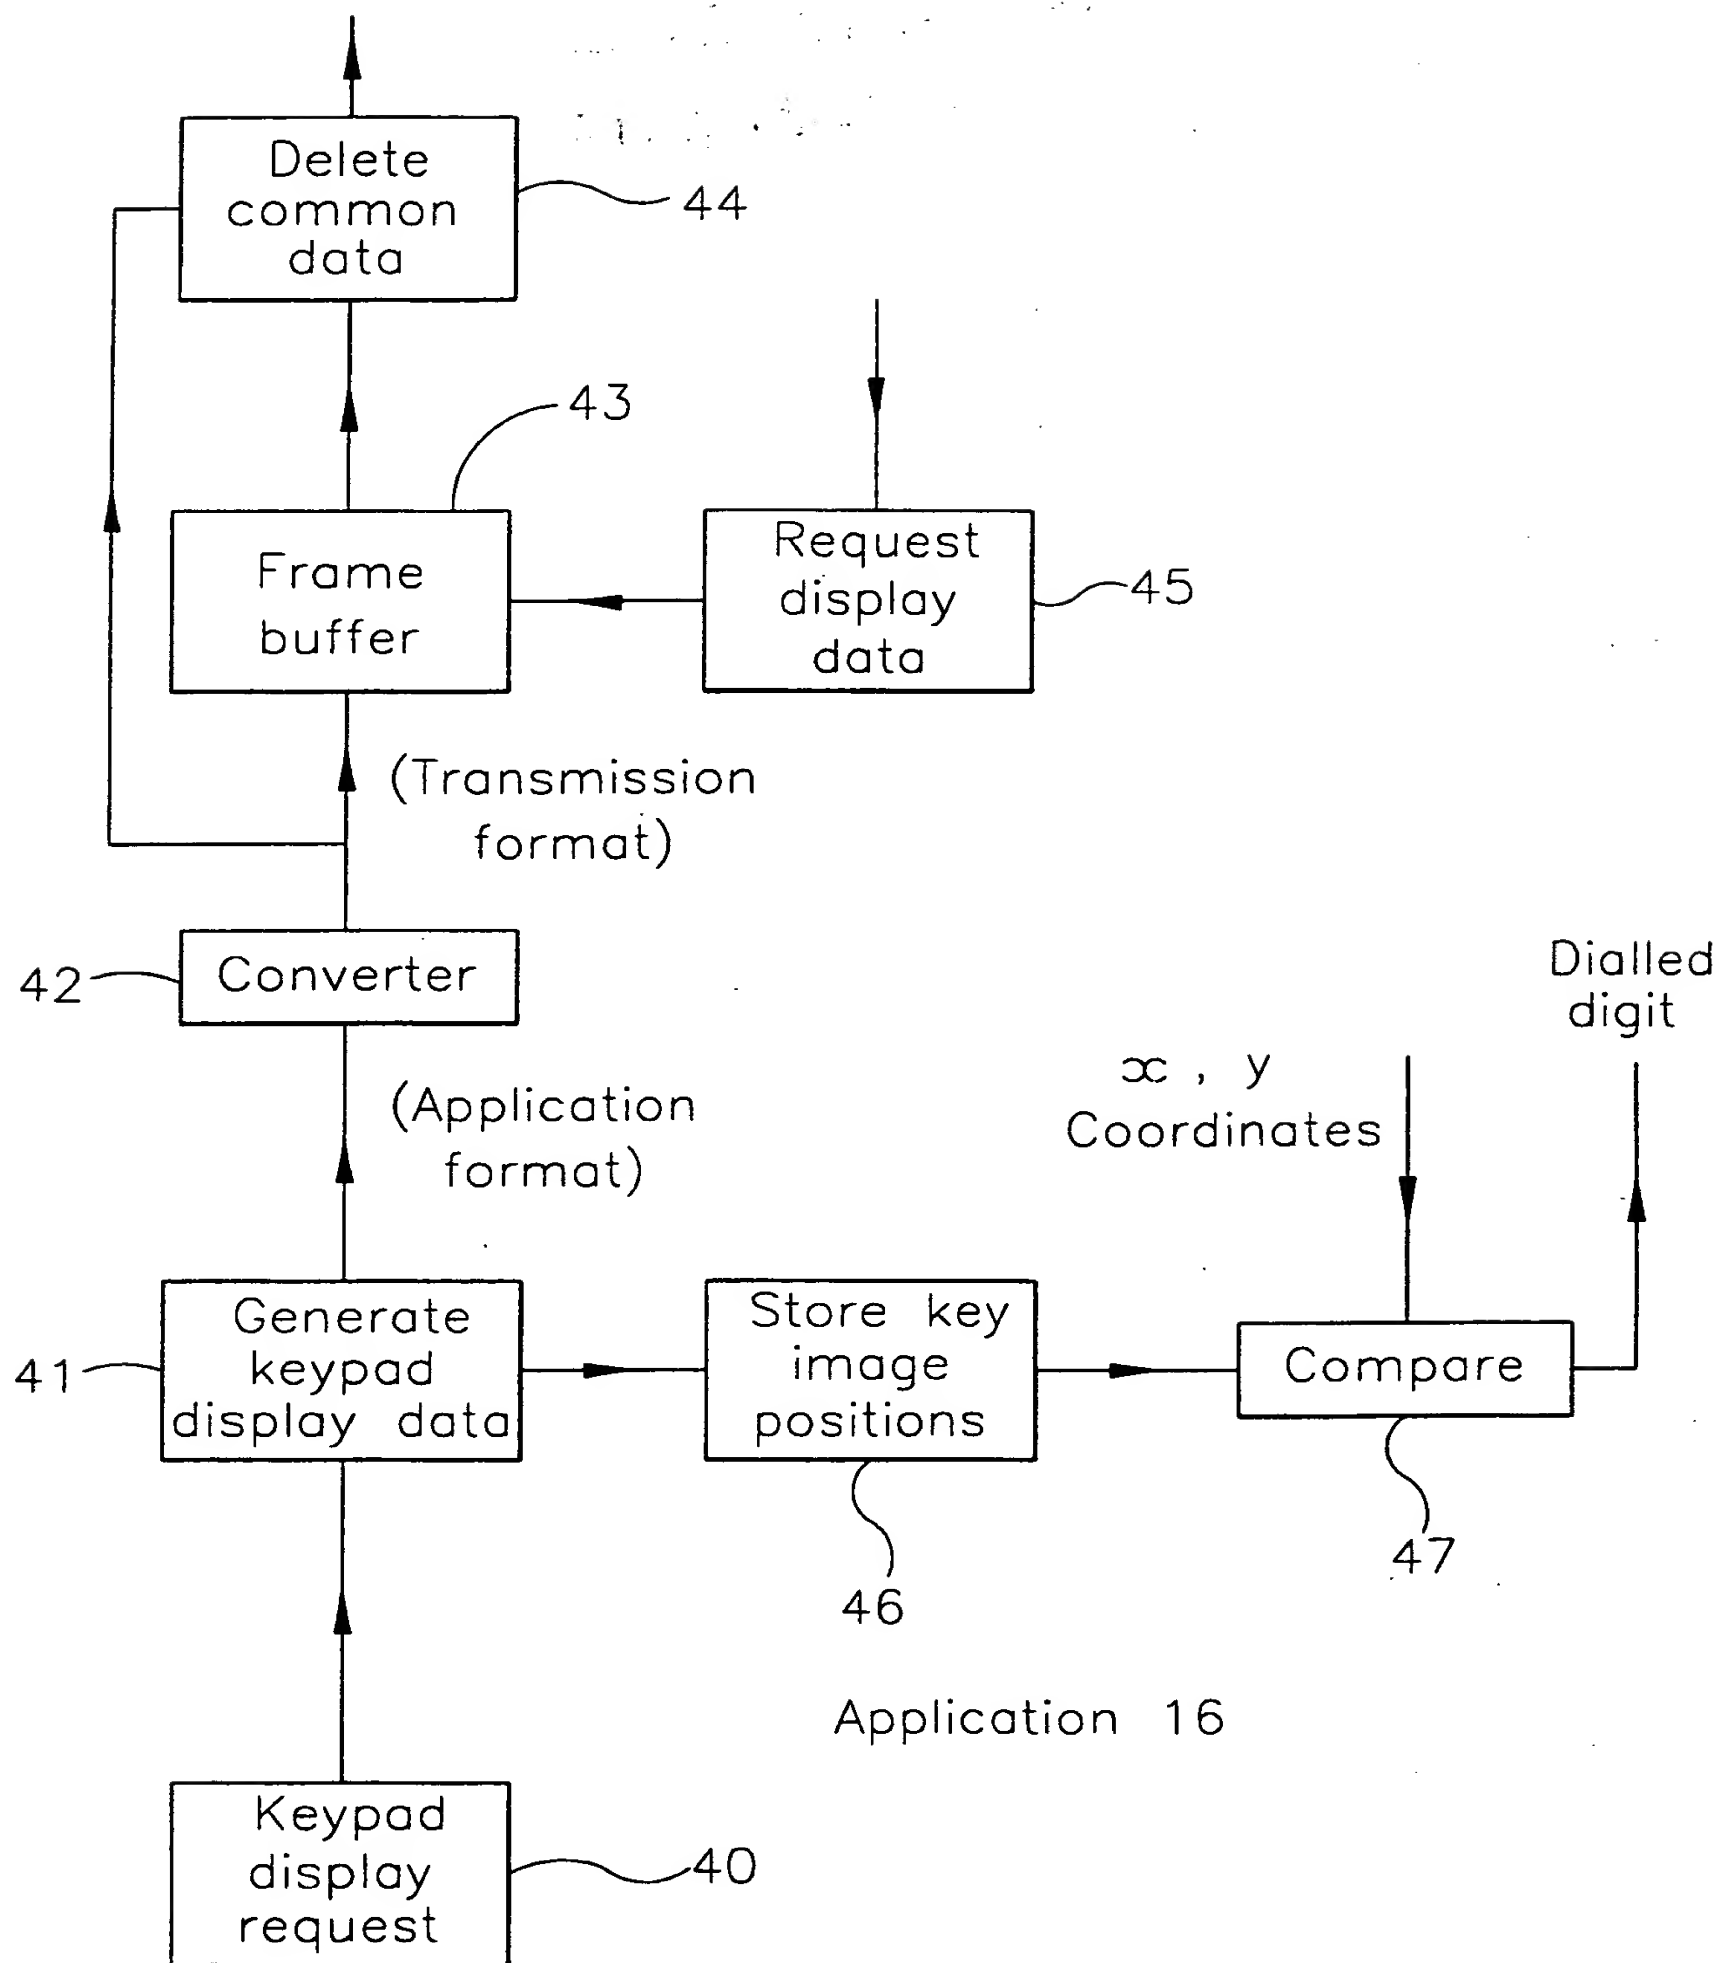 Delete
common
data
44
43
Frame
buffer
Request
display
data
45
(Transmission
format)
42
Converter
Dialled
digit
x , y
Coordinates
(Application
format)
41
Generate
keypad
display data
Store key
image
positions
Compare
47
46
Application 16
Keypad
display
request
40